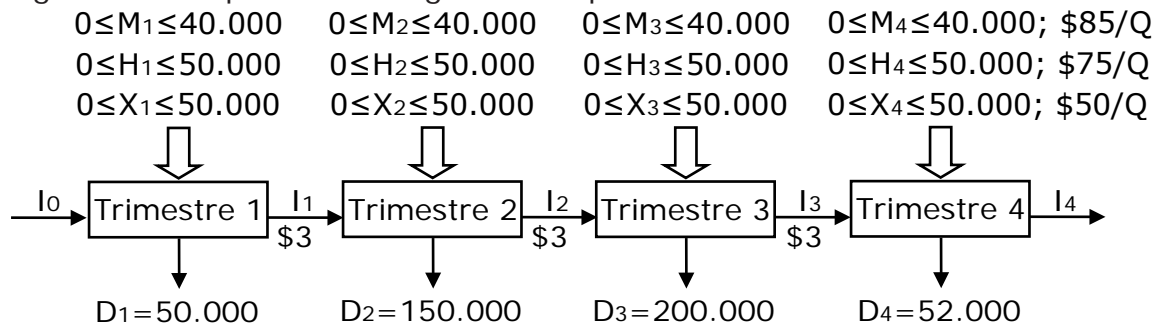 0≤M1≤40.000 0≤M2≤40.000 0≤M3≤40.000 0≤M4≤40.000; $85/Q
0≤H1≤50.000 0≤H2≤50.000 0≤H3≤50.000 0≤H4≤50.000; $75/Q
0≤X1≤50.000 0≤X2≤50.000 0≤X3≤50.000 0≤X4≤50.000; $50/Q
I0 Trimestre 1 I1 Trimestre 2 I2 Trimestre 3 I3 Trimestre 4 I4
$3 $3 $3
D1=50.000 D2=150.000 D3=200.000 D4=52.000